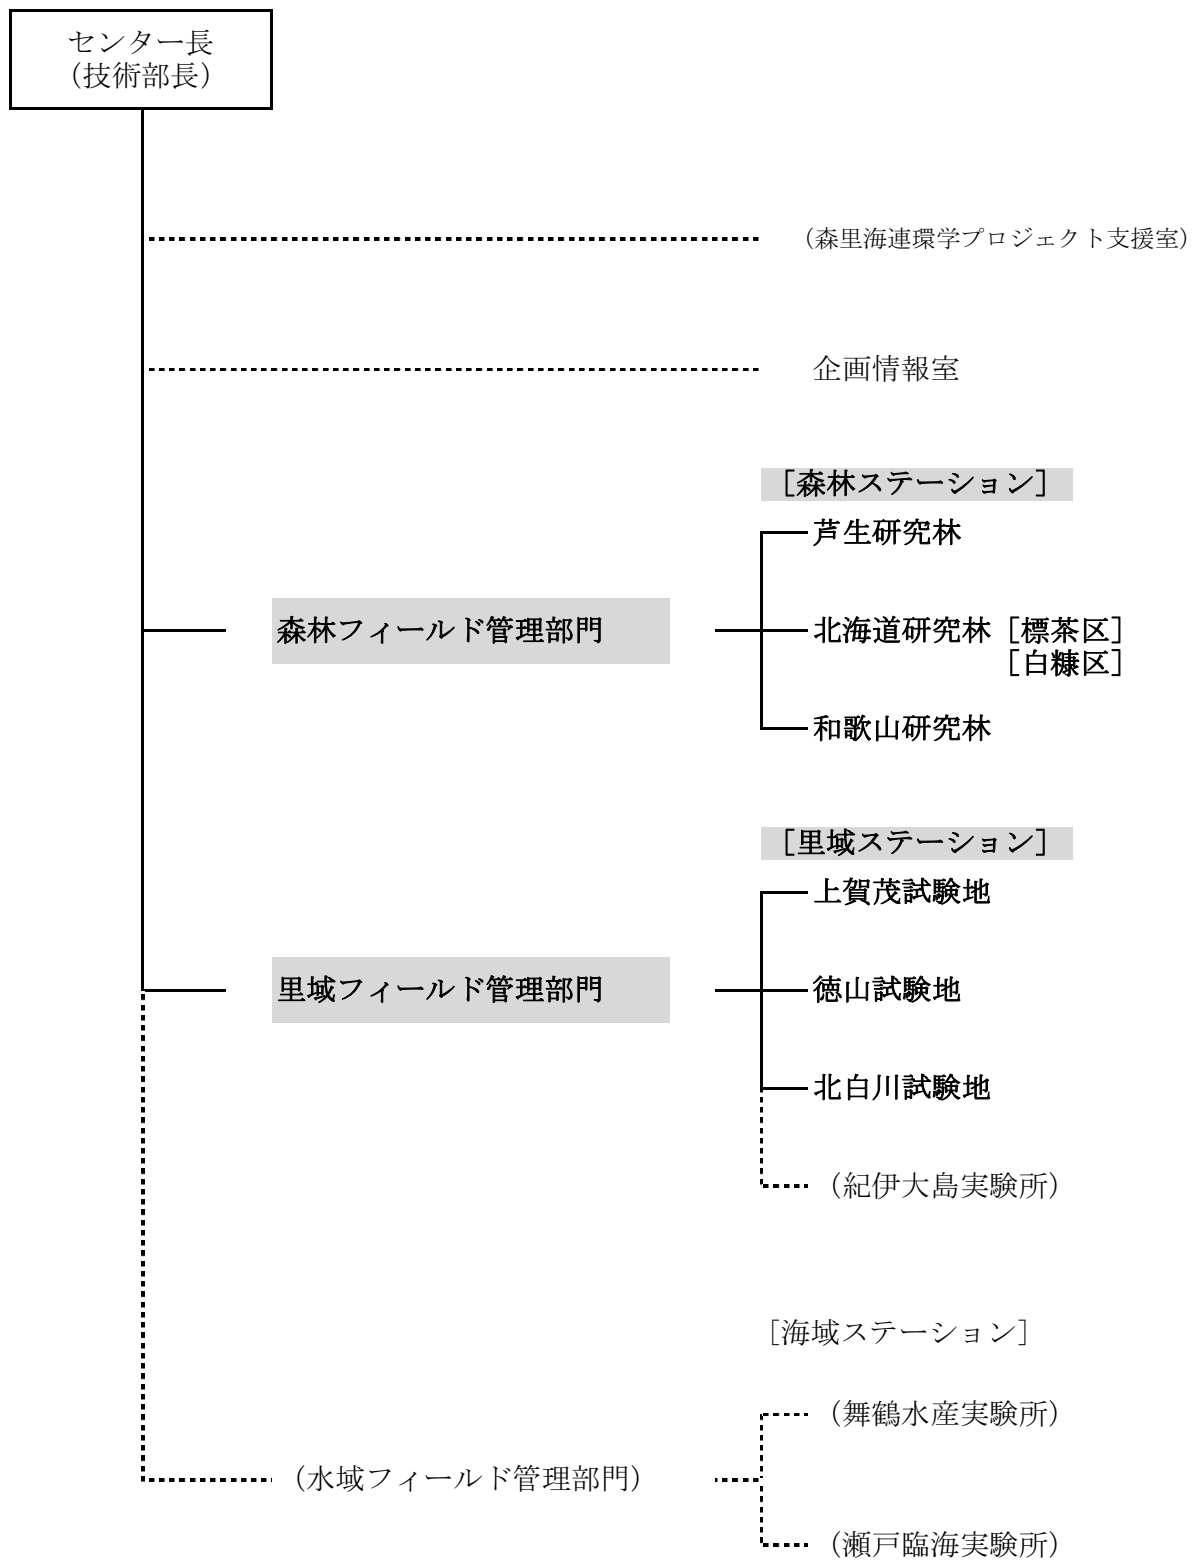 センター長
（技術部長）
（森里海連環学プロジェクト支援室）
企画情報室
［森林ステーション］
芦生研究林
森林フィールド管理部門
北海道研究林［標茶区］
［白糠区］
和歌山研究林
［里域ステーション］
上賀茂試験地
里域フィールド管理部門
徳山試験地
北白川試験地
（紀伊大島実験所）
［海域ステーション］
（舞鶴水産実験所）
（水域フィールド管理部門）
（瀬戸臨海実験所）